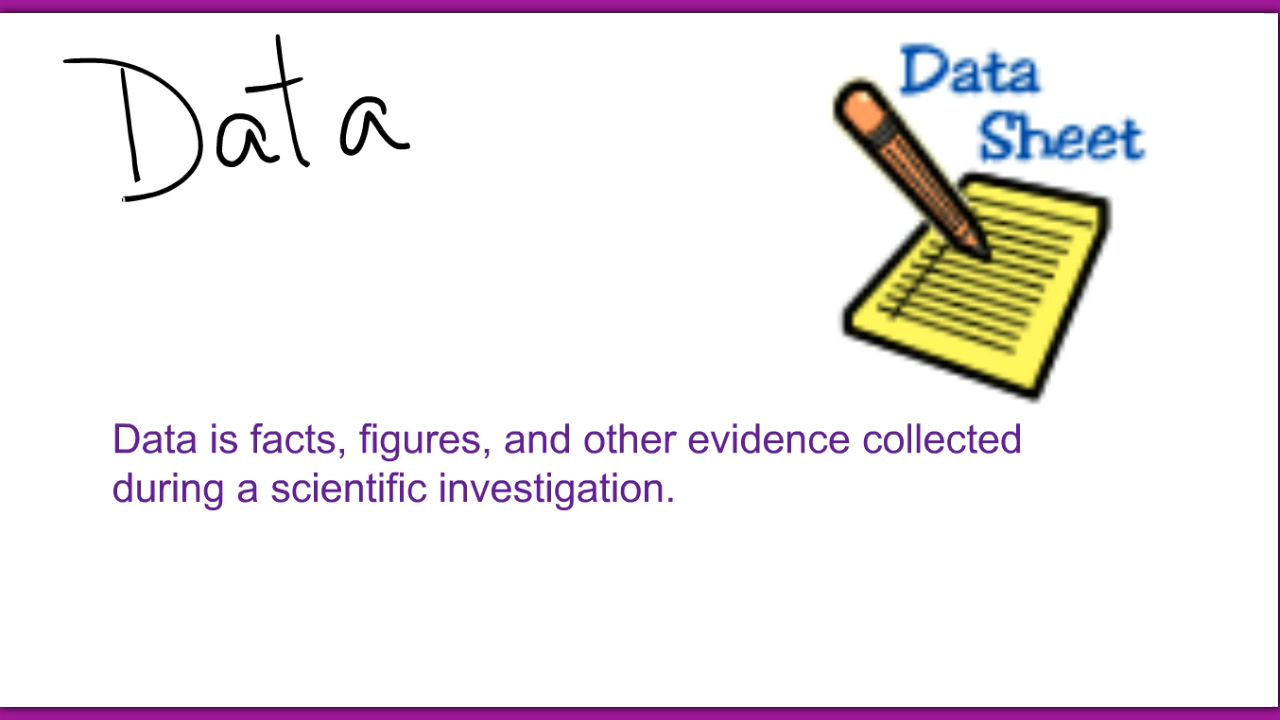 Data
Data
Sheet
Data is facts, figures, and other evidence collected
during a scientific investigation.